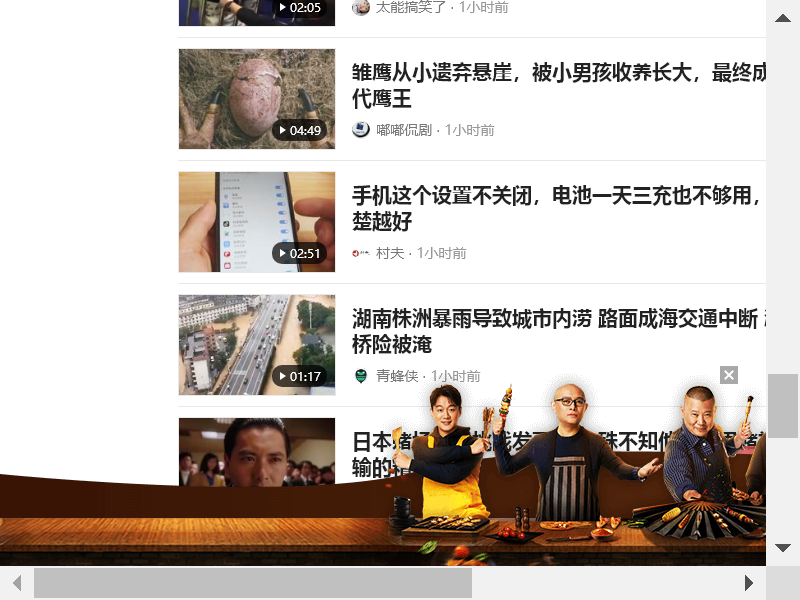 02:05
太能搞笑了 · 1小时前
雏鹰从小遗弃悬崖，被小男孩收养长大，最终成
代鹰王
04:49
嘟嘟侃剧 · 1小时前
手机这个设置不关闭，电池一天三充也不够用，
楚越好
02:51
村夫 · 1小时前
湖南株洲暴雨导致城市内涝 路面成海交通中断
桥险被淹
01:17
青蜂侠 · 1小时前
日本赌
输的